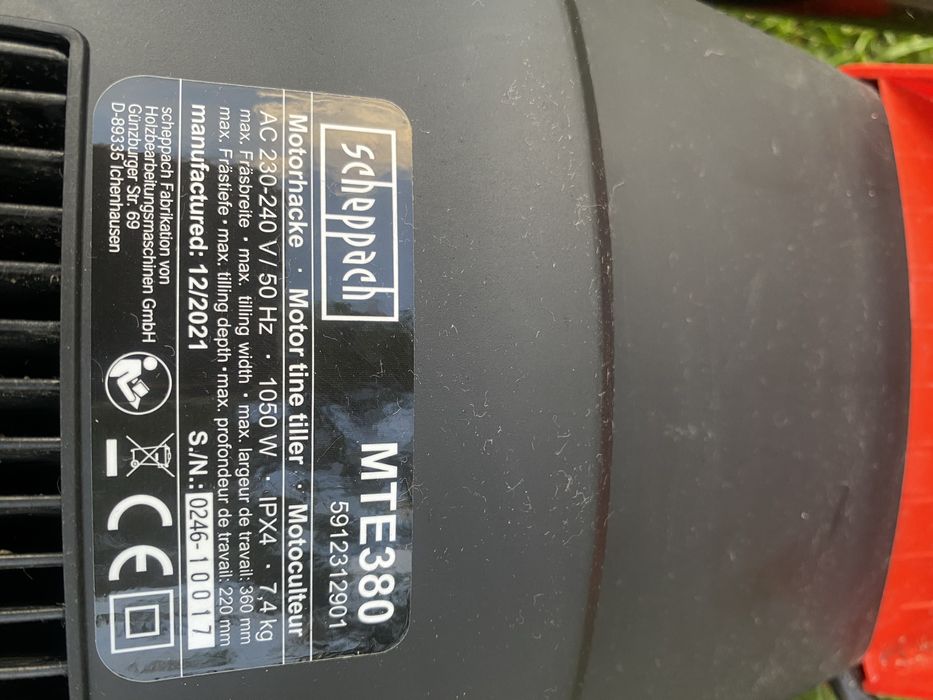 scheppach
MTE380
5912312901
Motorhacke · Motor tine tiller · Motoculteur
AC 230-240 V / 50 Hz · 1050 W · IPX4 · 7,4 kg
max. Fräsbreite · max. tilling width · max. largeur de travail: 360 mm
max. Frästiefe · max. tilling depth · max. profondeur de travail: 220 mm
manufactured: 12/2021 S./N.: 0246-10017
scheppach Fabrikation von
Holzbearbeitungsmaschinen GmbH
Günzburger Str. 69
D-89335 Ichenhausen
CE